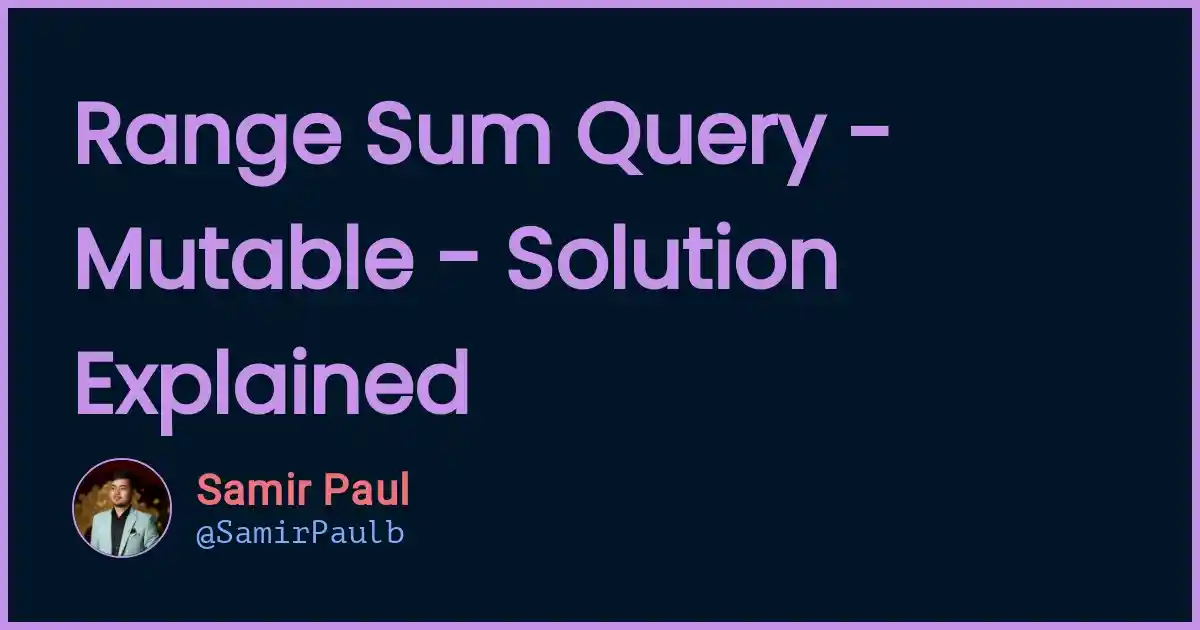 Range Sum Query -
Mutable - Solution
Explained
Samir Paul
@SamirPaulb